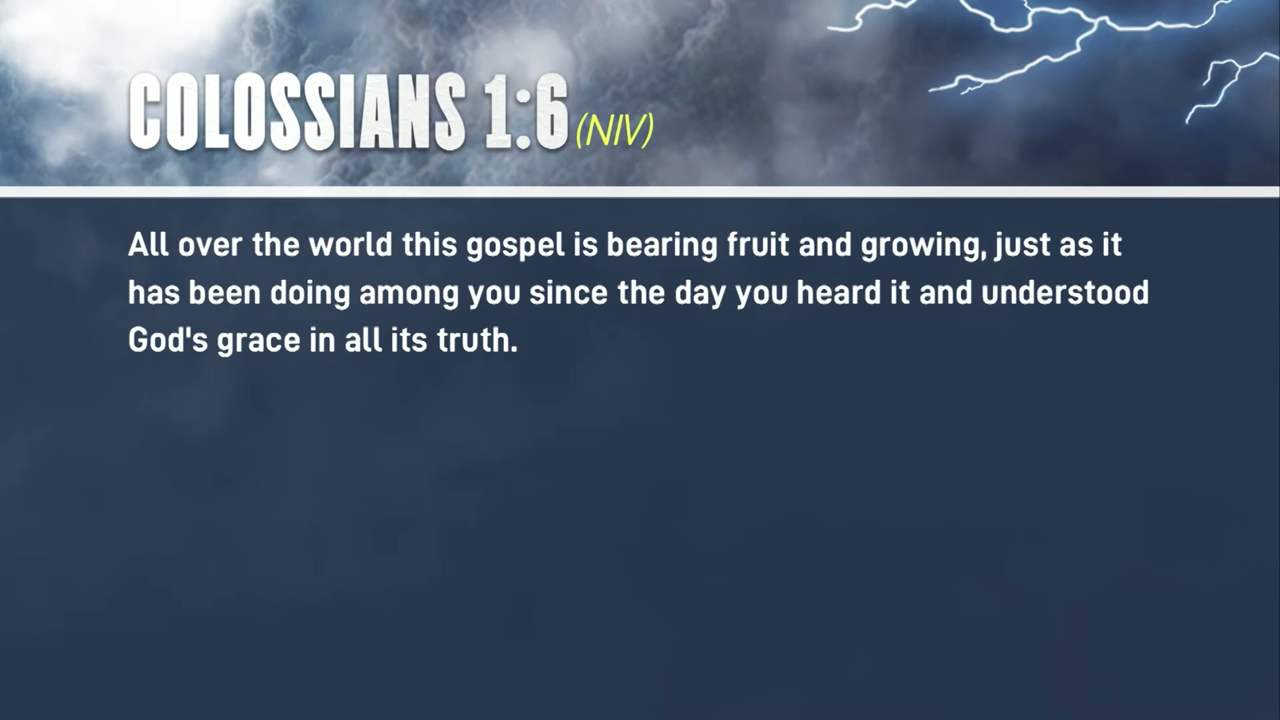 COLOSSIANS 1:6 (NIV)
All over the world this gospel is bearing fruit and growing, just as it
has been doing among you since the day you heard it and understood
God's grace in all its truth.